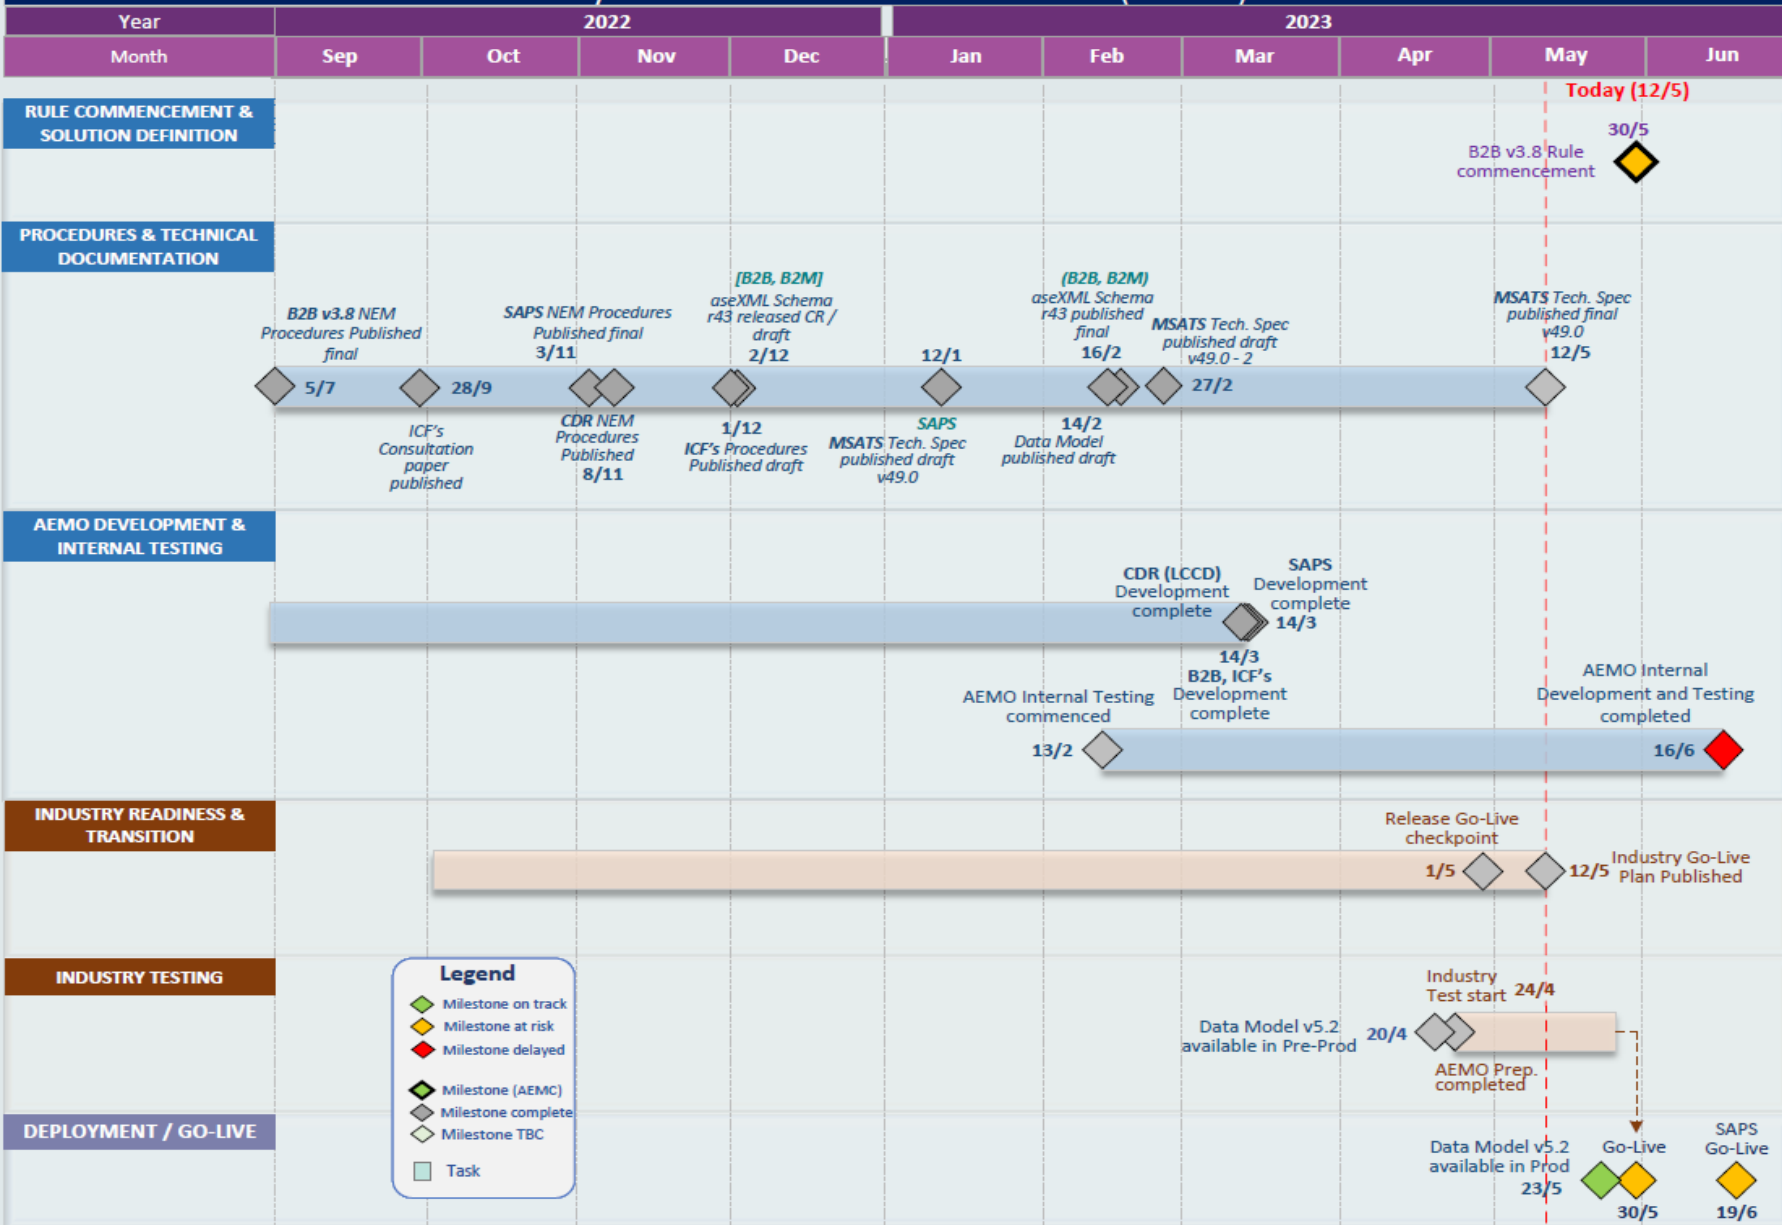 Year 2022 2023
Month Sep Oct Nov Dec Jan Feb Mar Apr May Jun
Today (12/5)
RULE COMMENCEMENT &
SOLUTION DEFINITION
30/5
B2B v3.8 Rule
commencement
PROCEDURES & TECHNICAL
DOCUMENTATION
B2B v3.8 NEM
Procedures Published
final
5/7
28/9
ICF's
Consultation
paper
published
SAPS NEM Procedures
Published final
3/11
CDR NEM
Procedures
Published
8/11
[B2B, B2M]
aseXML Schema
r43 released CR /
draft
2/12
1/12
ICF's Procedures
Published draft
12/1
SAPS
MSATS Tech. Spec
published draft
v49.0
(B2B, B2M)
aseXML Schema
r43 published
final
16/2
14/2
Data Model
published draft
MSATS Tech. Spec
published draft
v49.0 - 2
27/2
MSATS Tech. Spec
published final
v49.0
12/5
AEMO DEVELOPMENT &
INTERNAL TESTING
CDR (LCCD)
Development
complete
SAPS
Development
complete
14/3
14/3
B2B, ICF's
Development
complete
AEMO Internal Testing
commenced
13/2
AEMO Internal
Development and Testing
completed
16/6
INDUSTRY READINESS &
TRANSITION
Release Go-Live
checkpoint
1/5
12/5
Industry Go-Live
Plan Published
INDUSTRY TESTING
Industry
Test start
24/4
Data Model v5.2
available in Pre-Prod
20/4
AEMO Prep.
completed
Legend
Milestone on track
Milestone at risk
Milestone delayed
Milestone (AEMC)
Milestone complete
Milestone TBC
Task
DEPLOYMENT / GO-LIVE
Data Model v5.2
available in Prod
23/5
Go-Live
30/5
SAPS
Go-Live
19/6